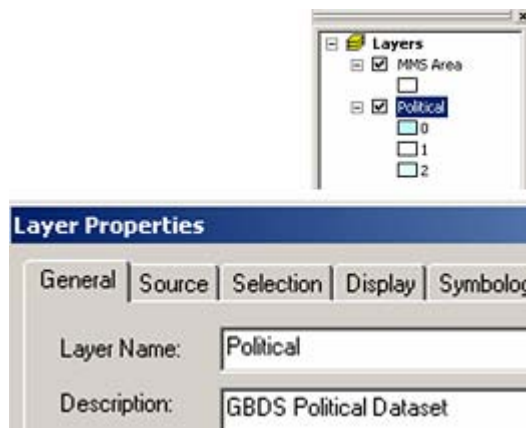 Layers
MMS Area
Political
0
1
2
Layer Properties
General Source Selection Display Symbolog
Layer Name: Political
Description: GBDS Political Dataset